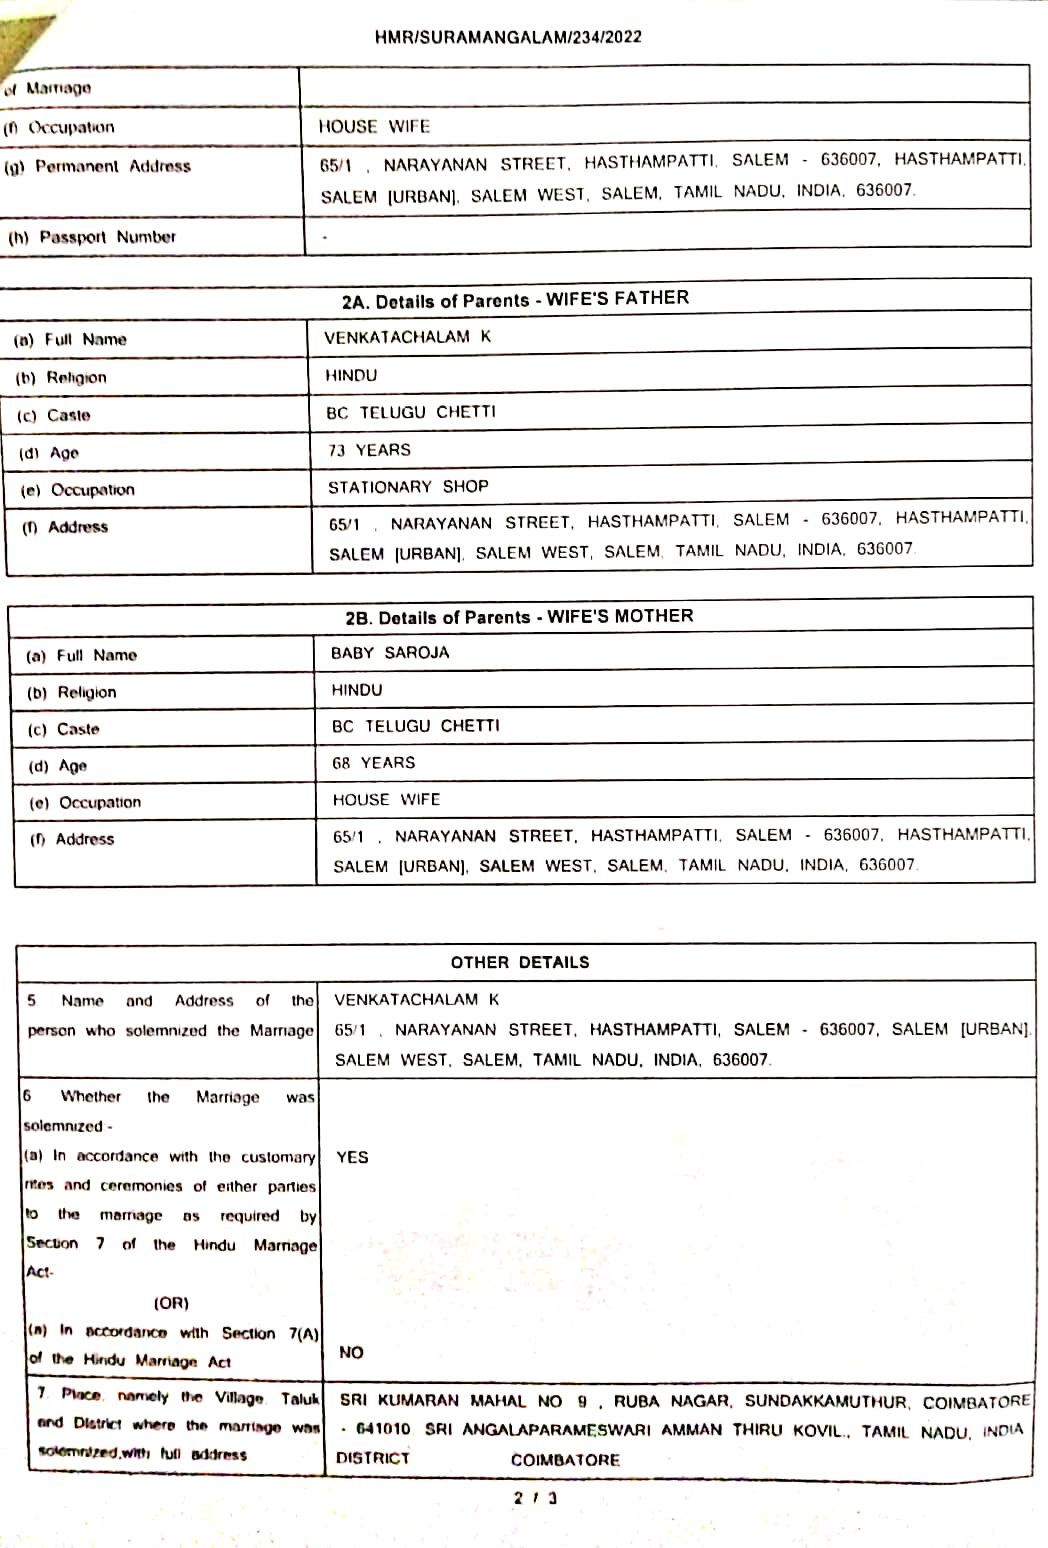 HMR/SURAMANGALAM/234/2022
of Marriage
(f) Occupation HOUSE WIFE
(g) Permanent Address 65/1 , NARAYANAN STREET, HASTHAMPATTI, SALEM - 636007, HASTHAMPATTI,
SALEM [URBAN], SALEM WEST, SALEM, TAMIL NADU, INDIA, 636007.
(h) Passport Number -
2A. Details of Parents - WIFE'S FATHER
(a) Full Name VENKATACHALAM K
(b) Religion HINDU
(c) Caste BC TELUGU CHETTI
(d) Age 73 YEARS
(e) Occupation STATIONARY SHOP
(f) Address 65/1 , NARAYANAN STREET, HASTHAMPATTI, SALEM - 636007, HASTHAMPATTI,
SALEM [URBAN], SALEM WEST, SALEM, TAMIL NADU, INDIA, 636007.
2B. Details of Parents - WIFE'S MOTHER
(a) Full Name BABY SAROJA
(b) Religion HINDU
(c) Caste BC TELUGU CHETTI
(d) Age 68 YEARS
(e) Occupation HOUSE WIFE
(f) Address 65/1 , NARAYANAN STREET, HASTHAMPATTI, SALEM - 636007, HASTHAMPATTI,
SALEM [URBAN], SALEM WEST, SALEM, TAMIL NADU, INDIA, 636007.
OTHER DETAILS
5 Name and Address of the VENKATACHALAM K
person who solemnized the Marriage 65/1 , NARAYANAN STREET, HASTHAMPATTI, SALEM - 636007, SALEM [URBAN],
SALEM WEST, SALEM, TAMIL NADU, INDIA, 636007.
6 Whether the Marriage was
solemnized -
(a) In accordance with the customary YES
rites and ceremonies of either parties
to the marriage as required by
Section 7 of the Hindu Marriage
Act-
(OR)
(a) In accordance with Section 7(A)
of the Hindu Marriage Act NO
7. Place, namely the Village, Taluk SRI KUMARAN MAHAL NO 9 , RUBA NAGAR, SUNDAKKAMUTHUR, COIMBATORE
and District where the marriage was - 641010 SRI ANGALAPARAMESWARI AMMAN THIRU KOVIL., TAMIL NADU, INDIA
solemnized,with full address DISTRICT COIMBATORE
2 / 3